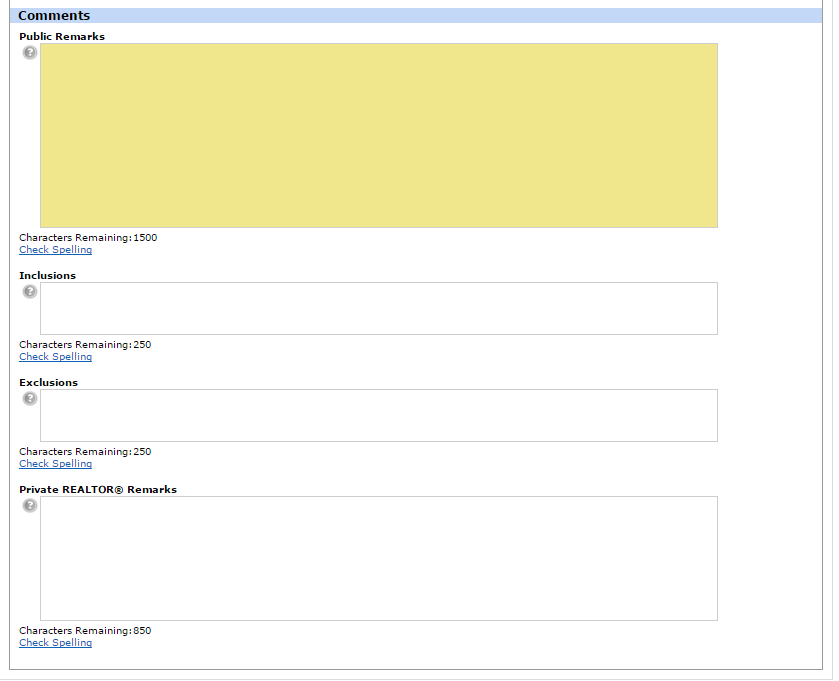 Comments
Public Remarks
?
Characters Remaining:1500
Check Spelling
Inclusions
?
Characters Remaining:250
Check Spelling
Exclusions
?
Characters Remaining:250
Check Spelling
Private REALTOR® Remarks
?
Characters Remaining:850
Check Spelling